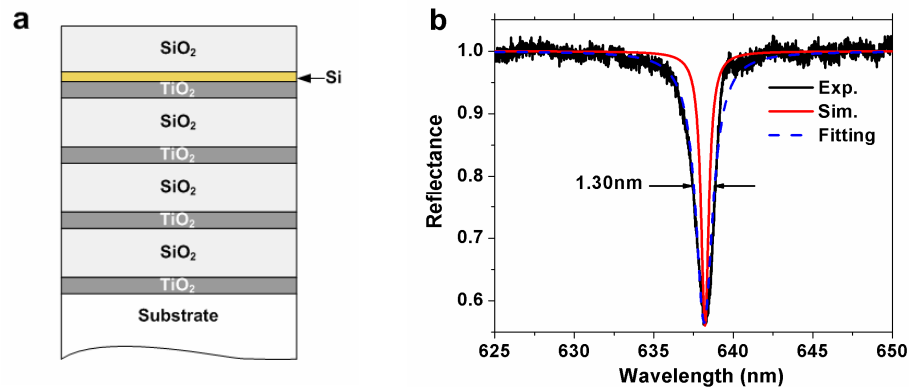 a
SiO2
Si
TiO2
SiO2
TiO2
SiO2
TiO2
SiO2
TiO2
Substrate
b
1.0
0.9
0.8
0.7
0.6
Reflectance
1.30nm
Exp.
Sim.
Fitting
625
630
635
640
645
650
Wavelength (nm)